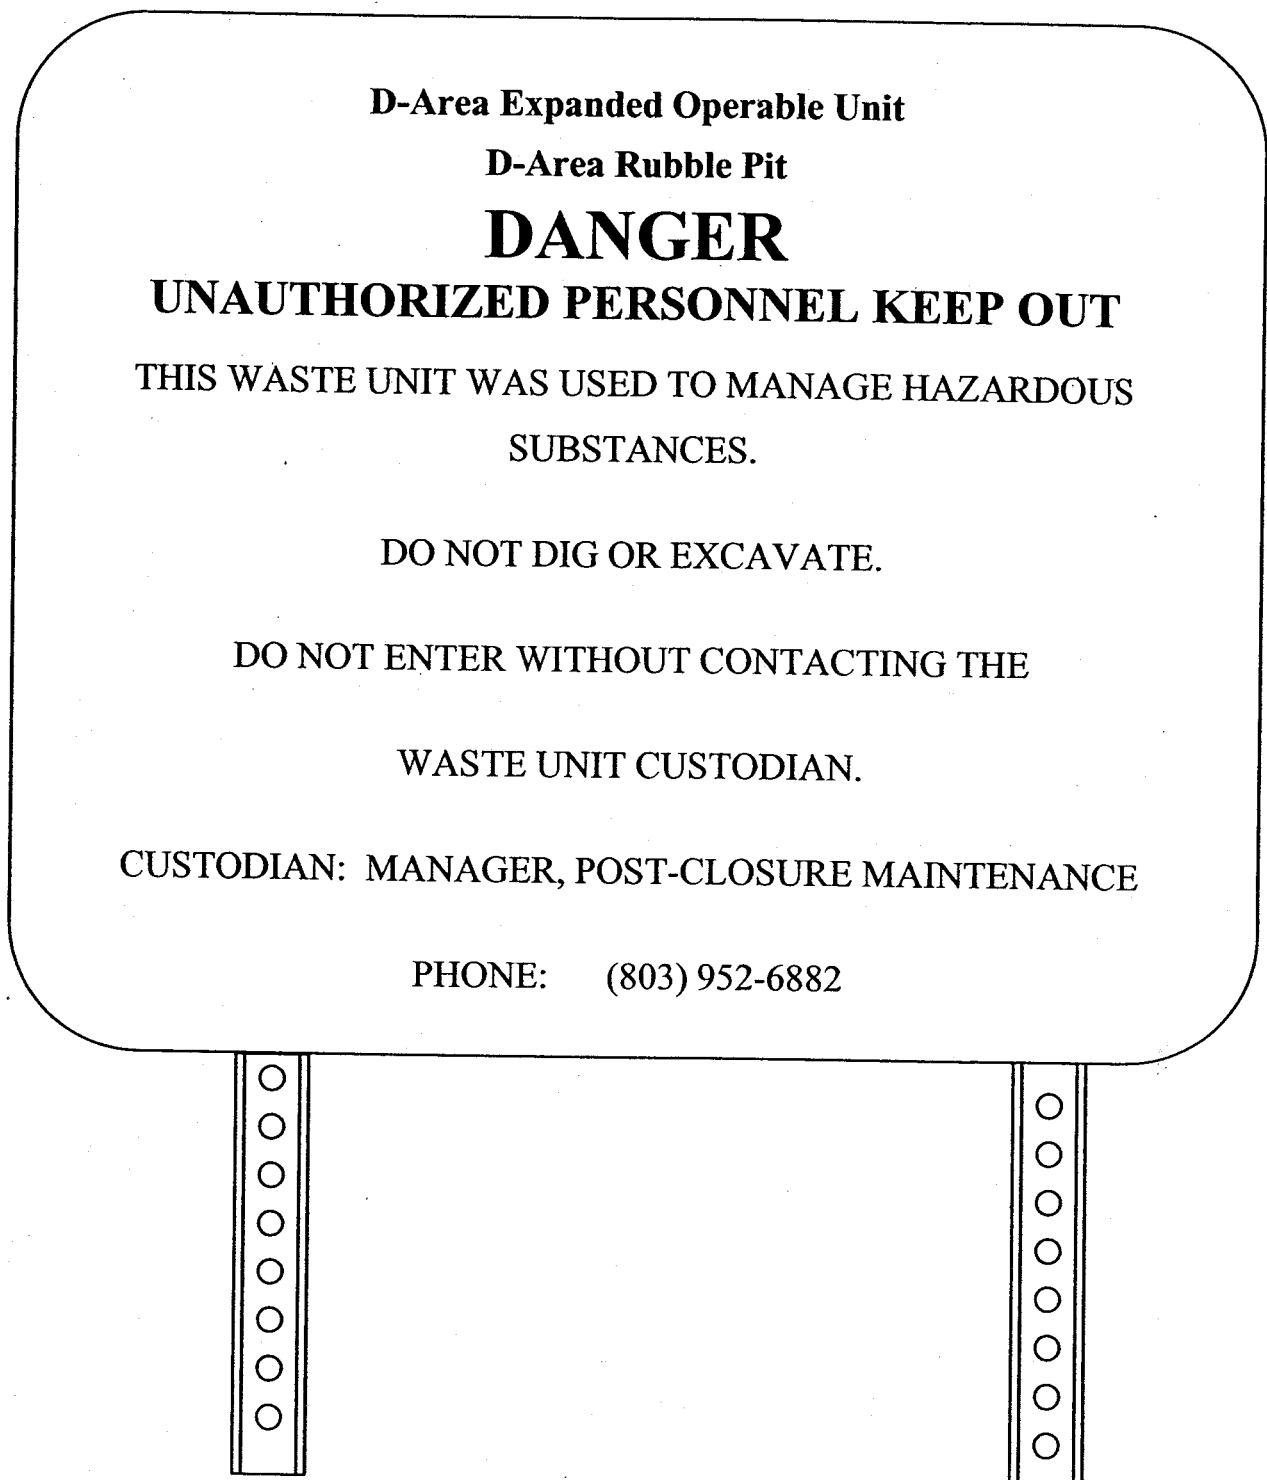 D-Area Expanded Operable Unit
D-Area Rubble Pit
DANGER
UNAUTHORIZED PERSONNEL KEEP OUT
THIS WASTE UNIT WAS USED TO MANAGE HAZARDOUS
SUBSTANCES.
DO NOT DIG OR EXCAVATE.
DO NOT ENTER WITHOUT CONTACTING THE
WASTE UNIT CUSTODIAN.
CUSTODIAN: MANAGER, POST-CLOSURE MAINTENANCE
PHONE: (803) 952-6882